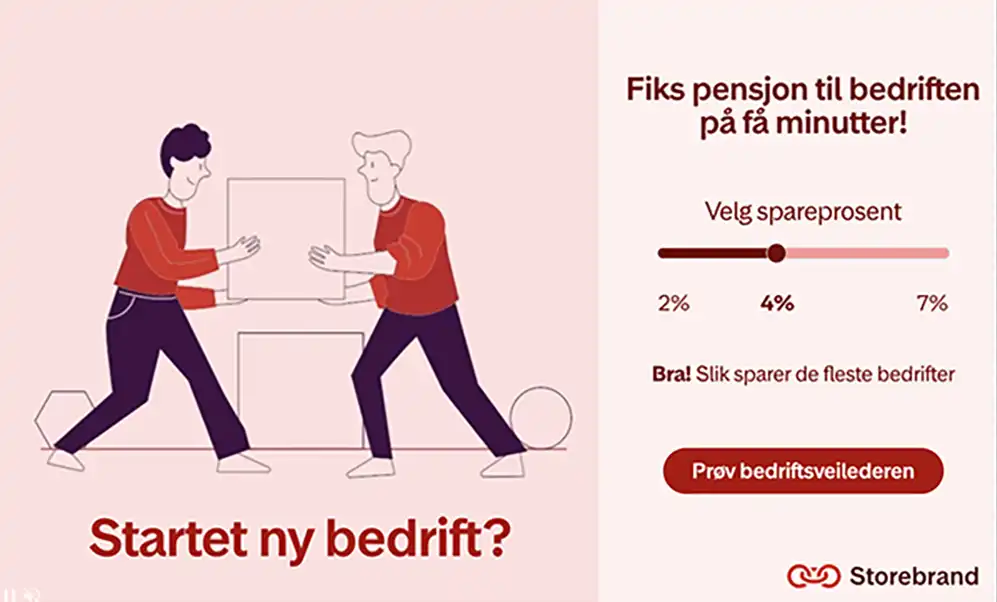 Startet ny bedrift?
Fiks pensjon til bedriften
på få minutter!
Velg spareprosent
2% 4% 7%
Bra! Slik sparer de fleste bedrifter
Prøv bedriftsveilederen
Storebrand